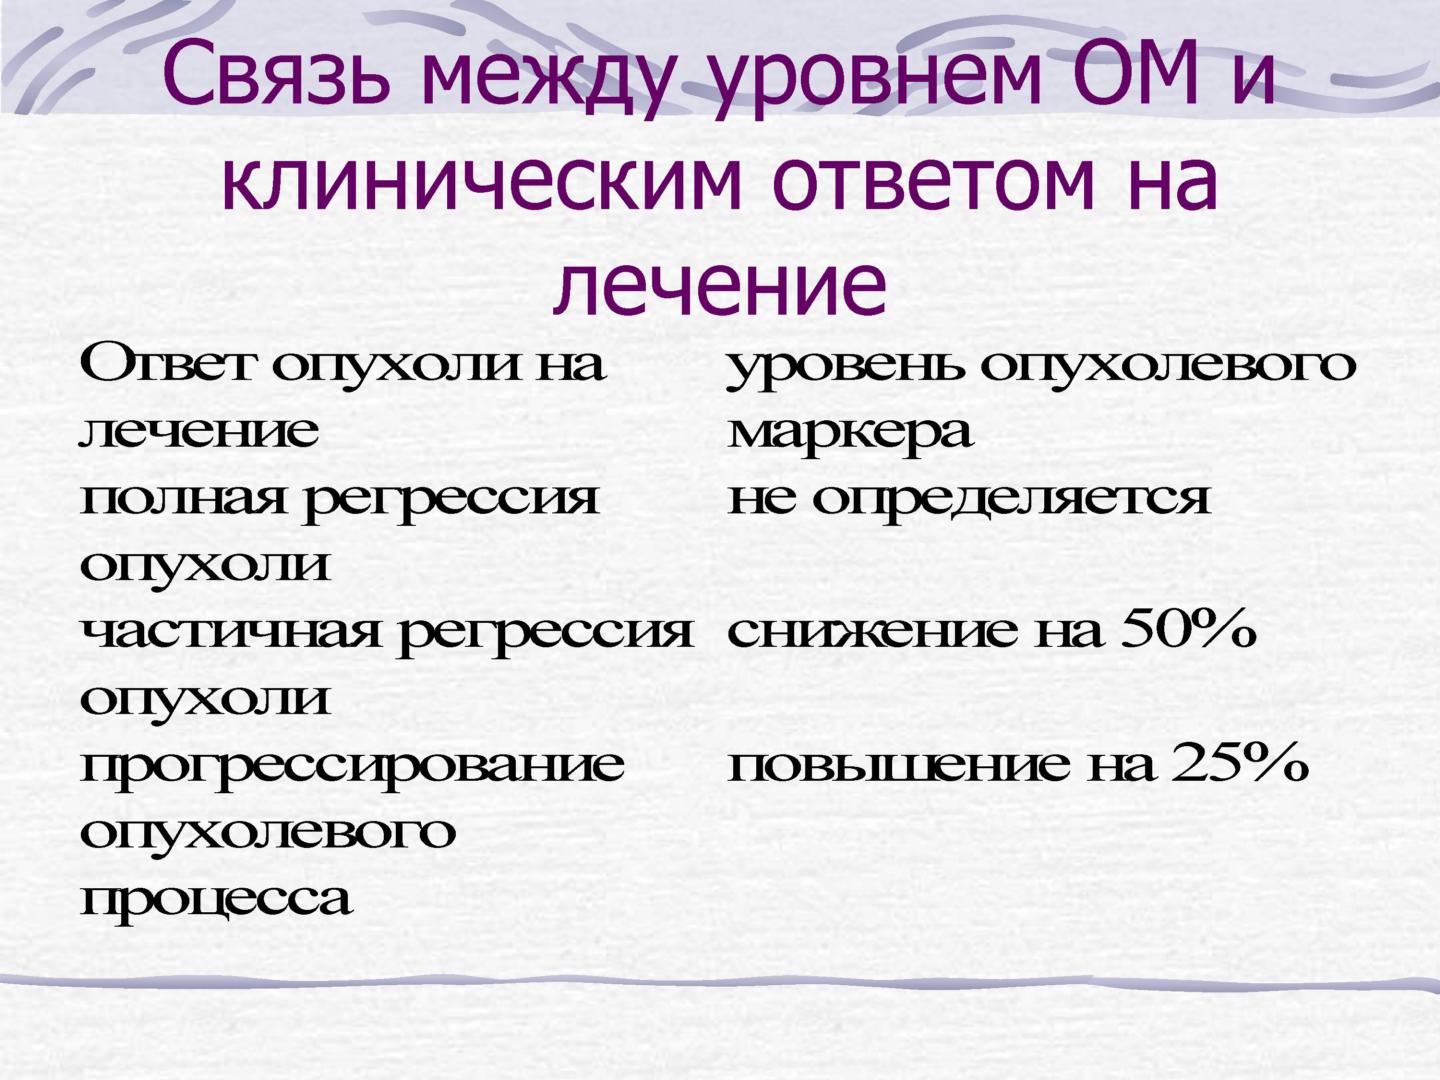 Связь между уровнем ОМ и
клиническим ответом на
лечение
Ответ опухоли на
лечение
уровень опухолевого
маркера
полная регрессия
опухоли
не определяется
частичная регрессия
опухоли
снижение на 50%
прогрессирование
опухолевого
процесса
повышение на 25%